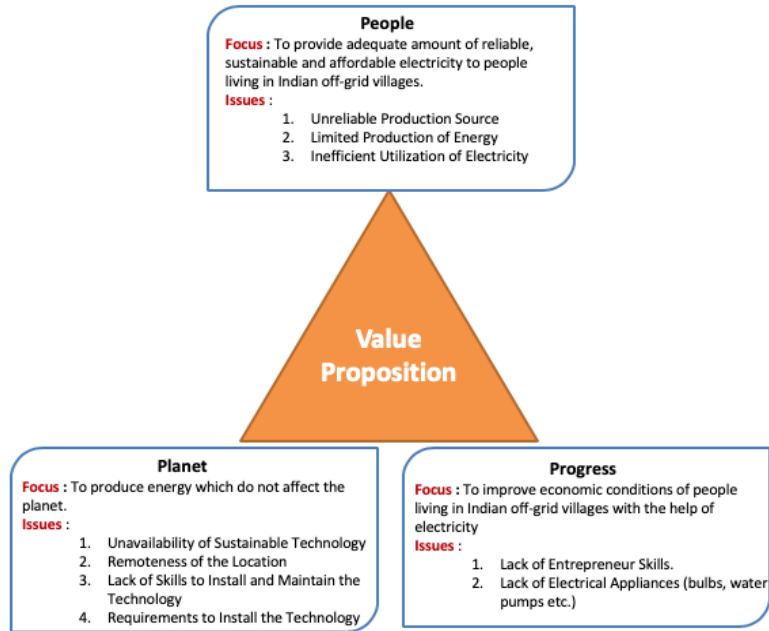 People
Focus : To provide adequate amount of reliable,
sustainable and affordable electricity to people
living in Indian off-grid villages.
Issues :
1. Unreliable Production Source
2. Limited Production of Energy
3. Inefficient Utilization of Electricity
Value
Proposition
Planet
Focus : To produce energy which do not affect the
planet.
Issues :
1. Unavailability of Sustainable Technology
2. Remoteness of the Location
3. Lack of Skills to Install and Maintain the
Technology
4. Requirements to Install the Technology
Progress
Focus : To improve economic conditions of people
living in Indian off-grid villages with the help of
electricity
Issues :
1. Lack of Entrepreneur Skills.
2. Lack of Electrical Appliances (bulbs, water
pumps etc.)